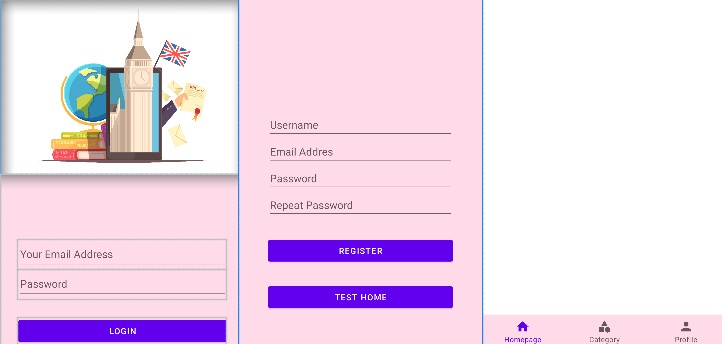 Your Email Address
Password
LOGIN
Username
Email Addres
Password
Repeat Password
REGISTER
TEST HOME
Homepage
Category
Profile